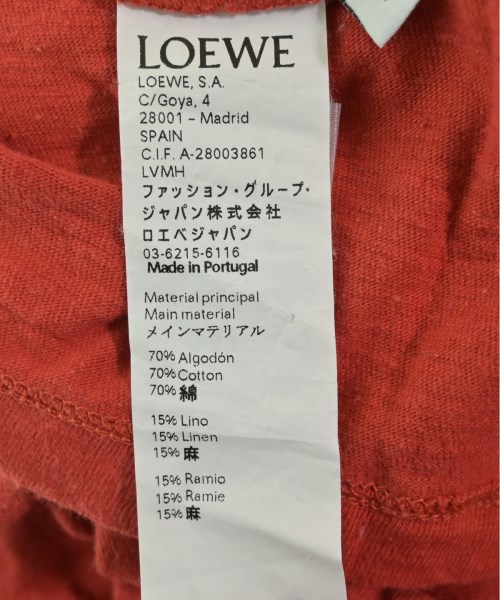 LOEWE
LOEWE, S.A.
C/Goya, 4
28001 – Madrid
SPAIN
C.I.F. A-28003861
LVMH
ファッション・グループ・
ジャパン株式会社
ロエベジャパン
03-6215-6116
Made in Portugal
Material principal
Main material
メインマテリアル
70% Algodón
70% Cotton
70% 綿
15% Lino
15% Linen
15% 麻
15% Ramio
15% Ramie
15% 麻